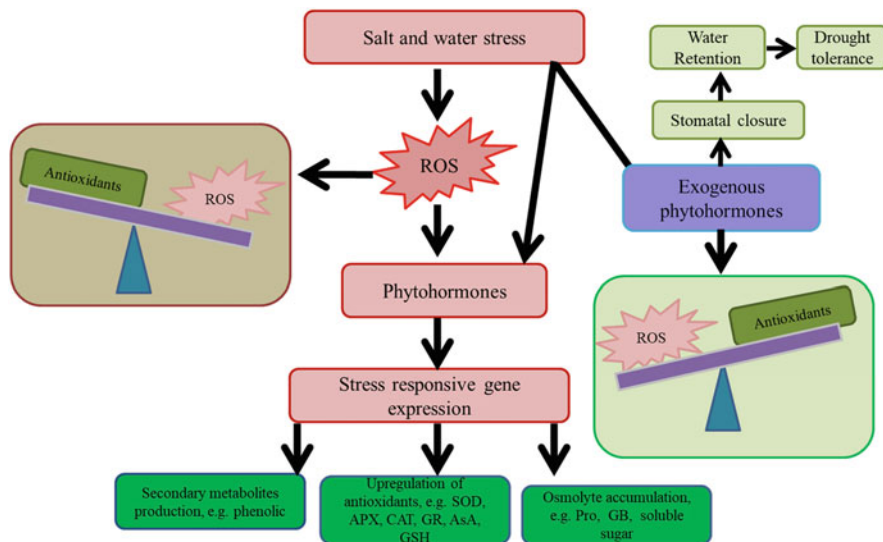 Salt and water stress
Water
Retention
Drought
tolerance
Stomatal closure
Antioxidants
ROS
ROS
Exogenous
phytohormones
Phytohormones
ROS
Antioxidants
Stress responsive gene
expression
Secondary metabolites
production, e.g. phenolic
Upregulation of
antioxidants, e.g. SOD,
APX, CAT, GR, AsA,
GSH
Osmolyte accumulation,
e.g. Pro, GB, soluble
sugar